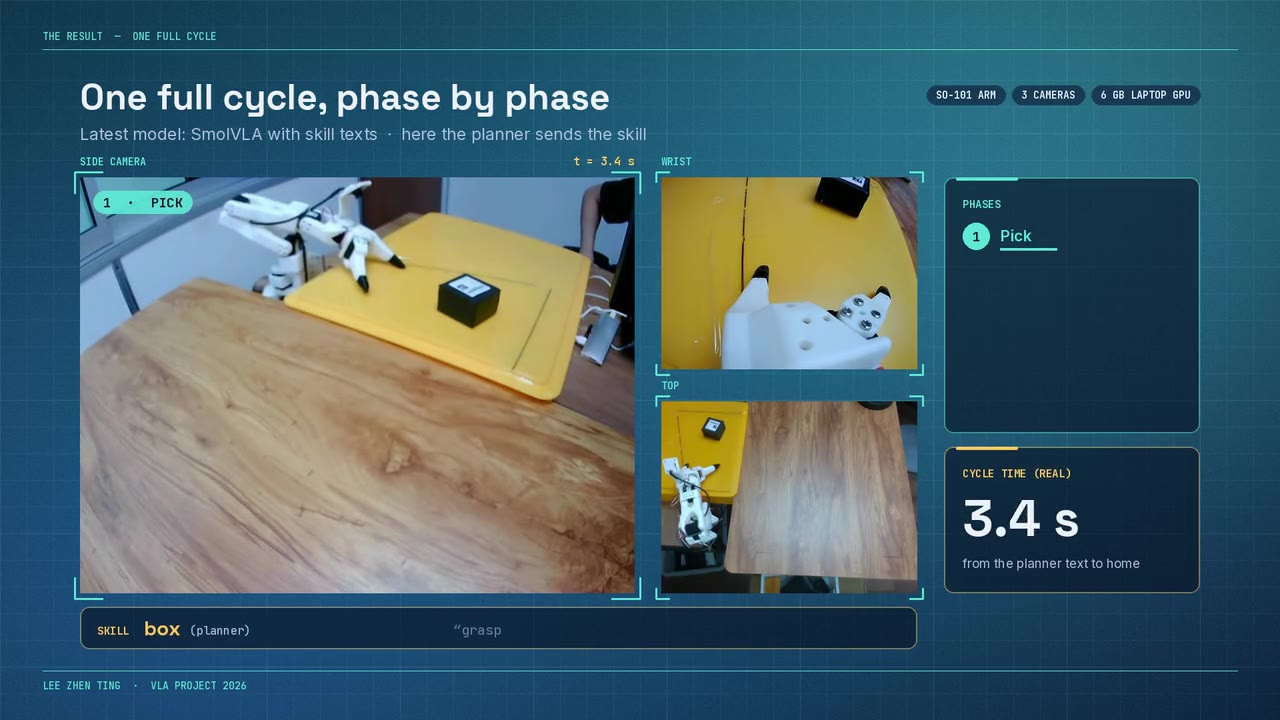 THE RESULT — ONE FULL CYCLE
One full cycle, phase by phase
SO-101 ARM
3 CAMERAS
6 GB LAPTOP GPU
Latest model: SmolVLA with skill texts · here the planner sends the skill
SIDE CAMERA
t = 3.4 s
WRIST
1 · PICK
PHASES
1 Pick
TOP
CYCLE TIME (REAL)
3.4 s
from the planner text to home
SKILL box (planner) “grasp
LEE ZHEN TING · VLA PROJECT 2026